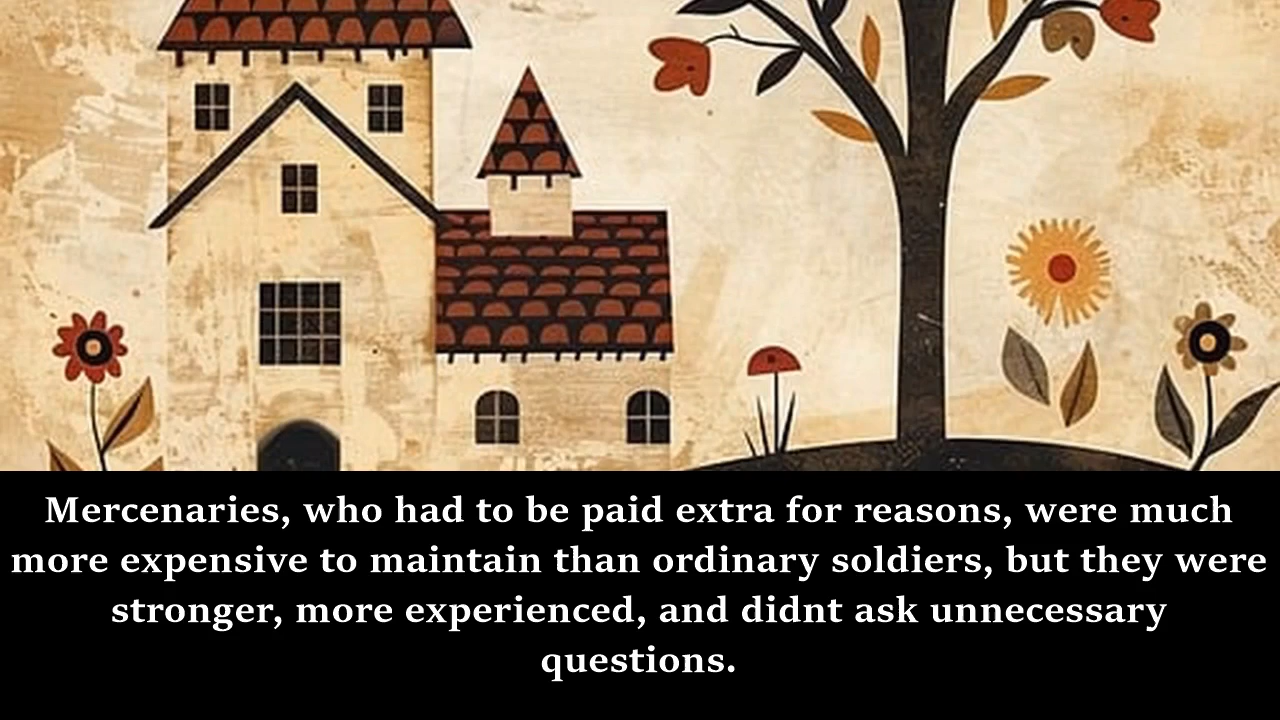 Mercenaries, who had to be paid extra for reasons, were much
more expensive to maintain than ordinary soldiers, but they were
stronger, more experienced, and didnt ask unnecessary
questions.